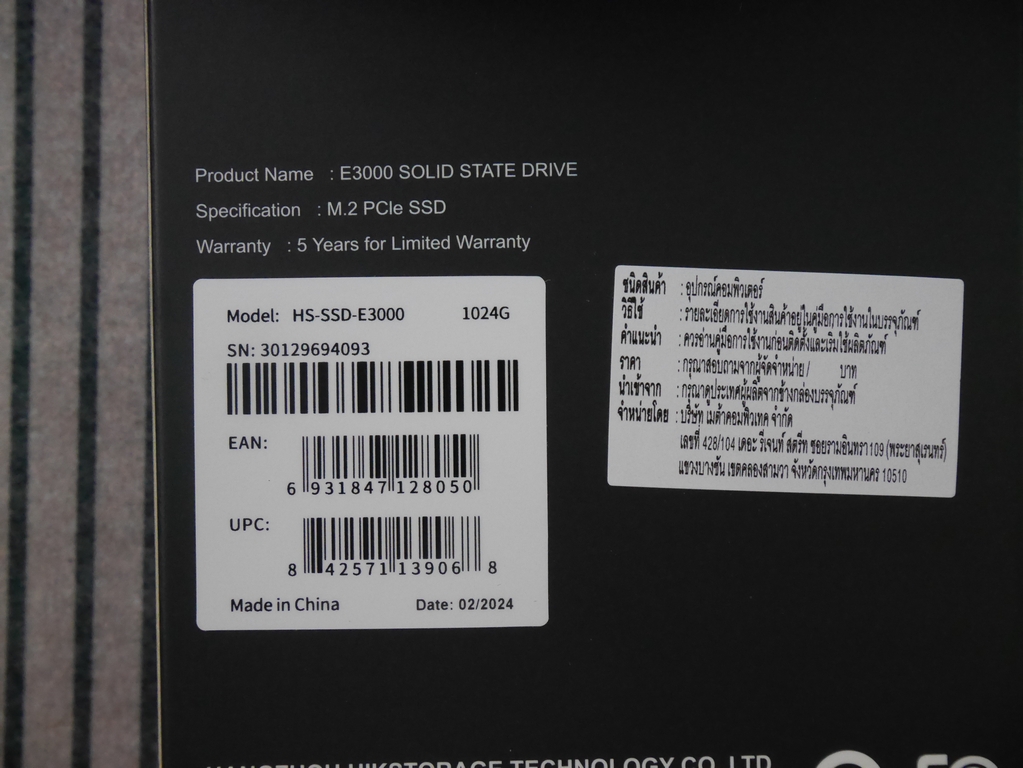 Product Name : E3000 SOLID STATE DRIVE
Specification : M.2 PCIe SSD
Warranty : 5 Years for Limited Warranty
Model: HS-SSD-E3000 1024G
SN: 30129694093
EAN:
6 931847 128050
UPC:
8 42571 13906 8
Made in China Date: 02/2024
ชนิดสินค้า : อุปกรณ์คอมพิวเตอร์
วิธีใช้ : รายละเอียดการใช้งานสินค้าอยู่ในคู่มือการใช้งานในบรรจุภัณฑ์
คำแนะนำ : ควรอ่านคู่มือการใช้งานก่อนติดตั้งและเริ่มใช้ผลิตภัณฑ์
ราคา : กรุณาสอบถามจากผู้จัดจำหน่าย / บาท
นำเข้าจาก : กรุณาดูประเทศผู้ผลิตจากข้างกล่องบรรจุภัณฑ์
จำหน่ายโดย : บริษัท เมต้าคอมพิวเทค จำกัด
เลขที่ 428/104 เดอะ รีเจนท์ สตรีท ซอยรามอินทรา 109 (พระยาสุเรนทร์)
แขวงบางชัน เขตคลองสามวา จังหวัดกรุงเทพมหานคร 10510
HANGZHOU HIKSTORAGE TECHNOLOGY CO.,LTD